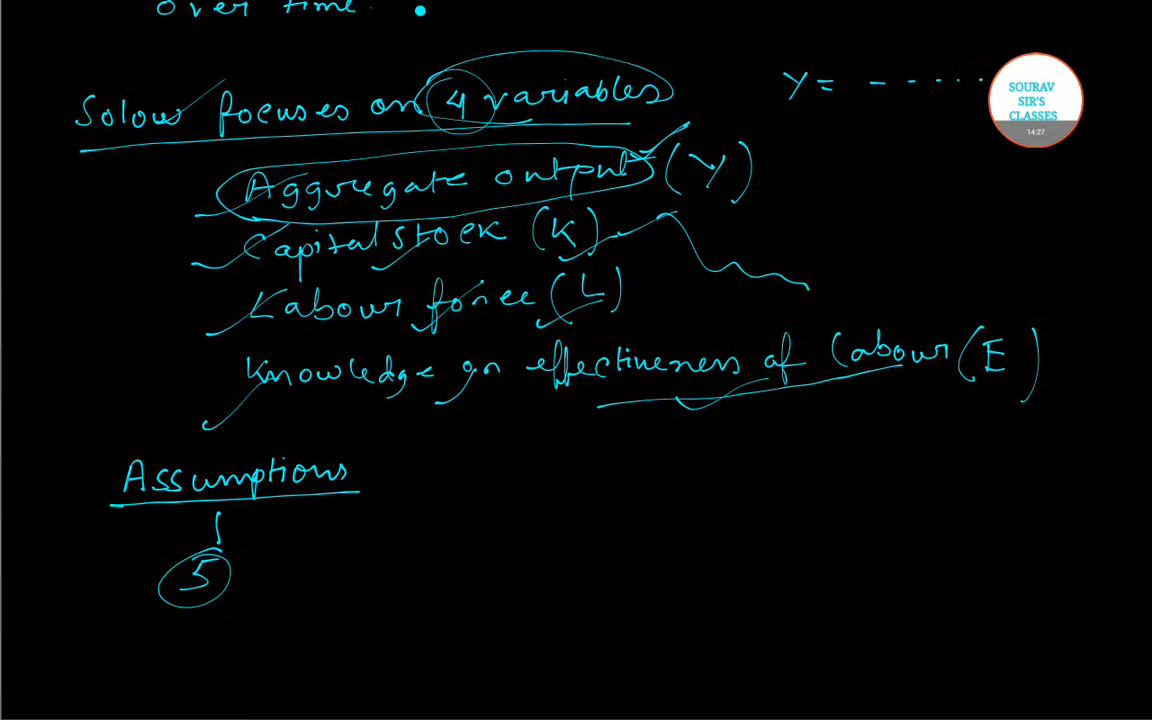 over time.
Solow focuses on 4 variables
Y = - - - - - -
SOURAV
SIR'S
CLASSES
14:27
Aggregate output (Y)
Capital stock (K)
Labour force (L)
Knowledge on effectiveness of Labour (E)
Assumptions
5